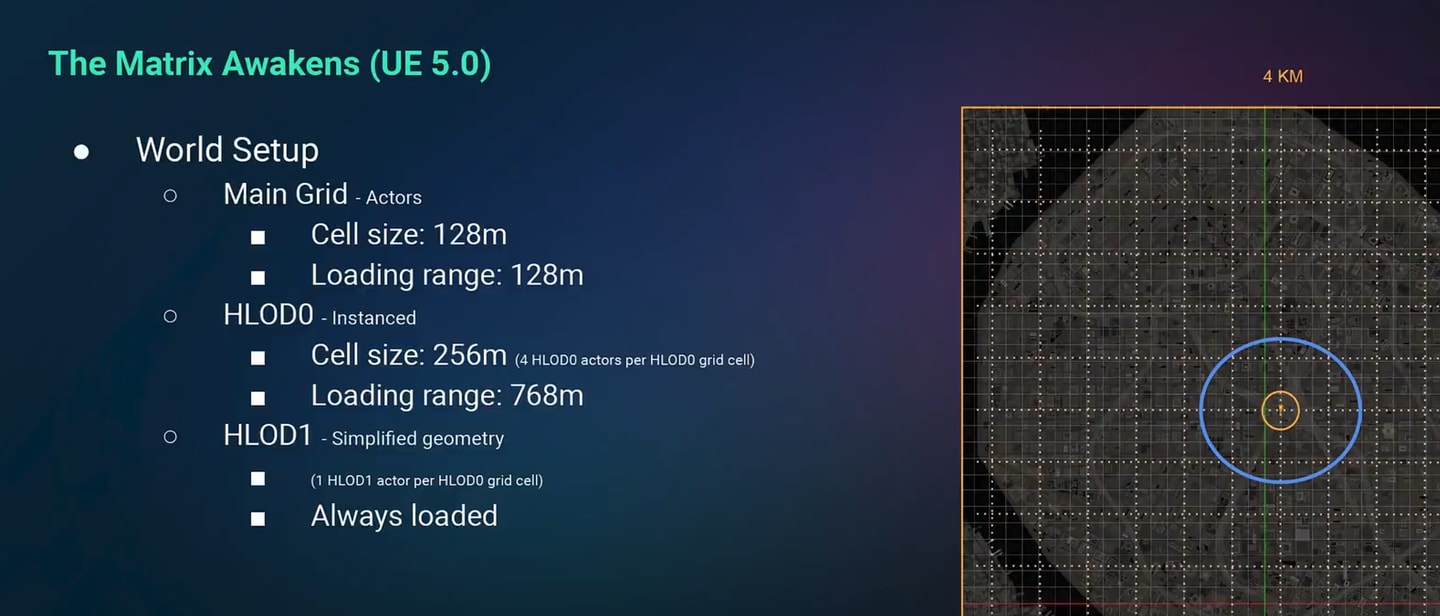 The Matrix Awakens (UE 5.0)
4 KM
World Setup
Main Grid - Actors
Cell size: 128m
Loading range: 128m
HLOD0 - Instanced
Cell size: 256m (4 HLOD0 actors per HLOD0 grid cell)
Loading range: 768m
HLOD1 - Simplified geometry
(1 HLOD1 actor per HLOD0 grid cell)
Always loaded